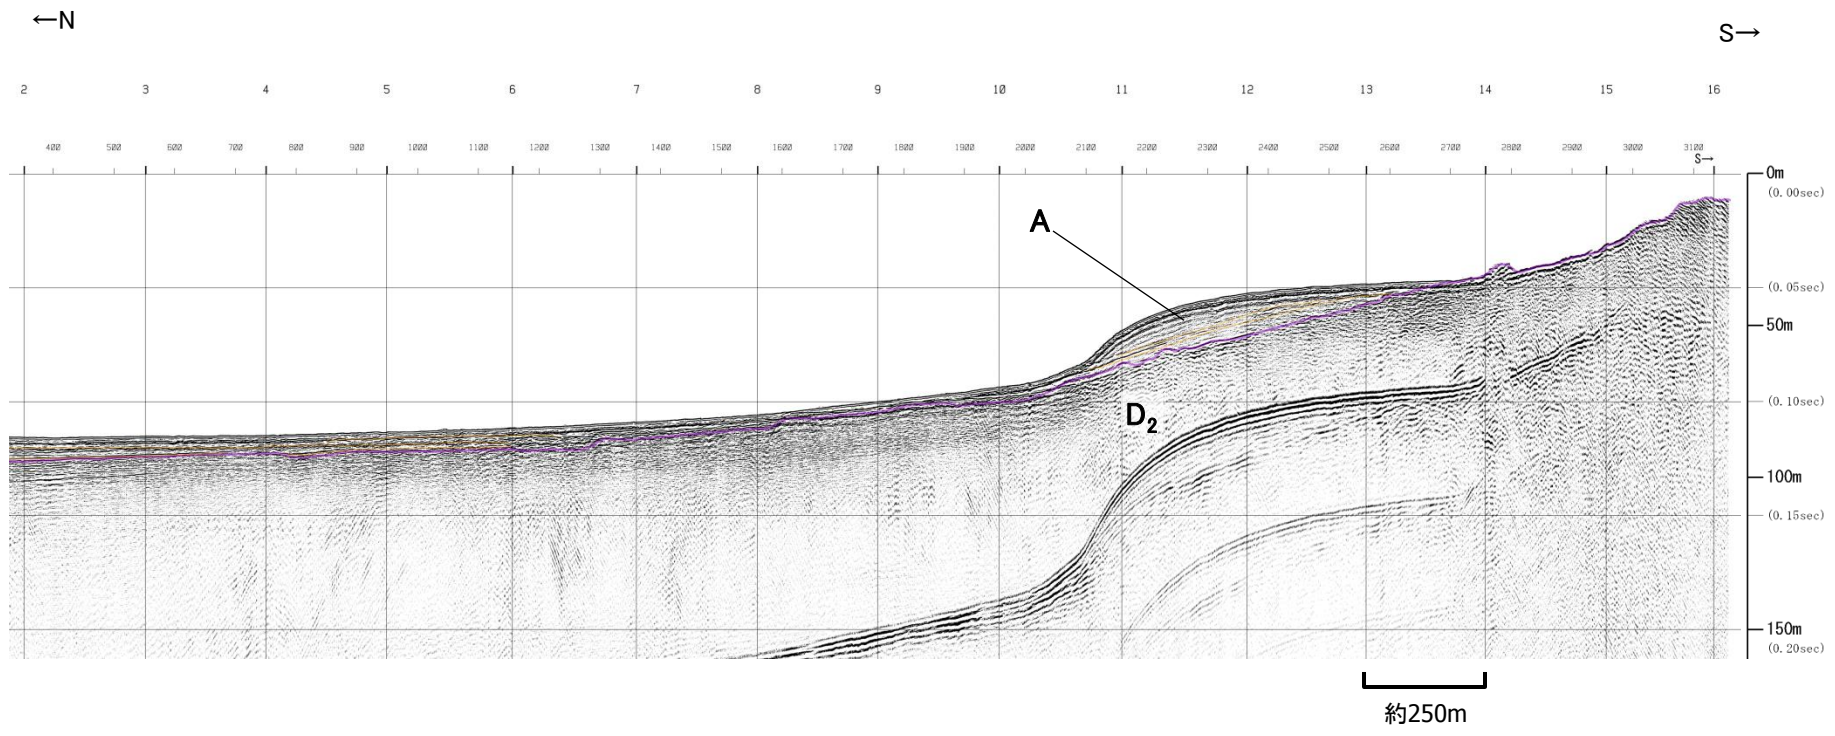 ←N
S→
2 3 4 5 6 7 8 9 10 11 12 13 14 15 16
400 500 600 700 800 900 1000 1100 1200 1300 1400 1500 1600 1700 1800 1900 2000 2100 2200 2300 2400 2500 2600 2700 2800 2900 3000 3100
S→
0m
(0.00sec)
A
(0.05sec)
50m
(0.10sec)
D2
100m
(0.15sec)
150m
(0.20sec)
約250m